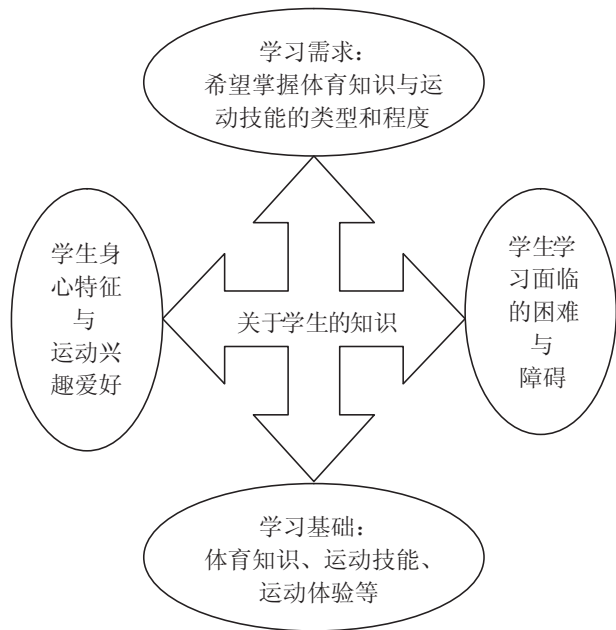 学习需求：
希望掌握体育知识与运
动技能的类型和程度
学生身
心特征
与
运动兴
趣爱好
关于学生的知识
学生学
习面临
的困难
与
障碍
学习基础：
体育知识、运动技能、
运动体验等